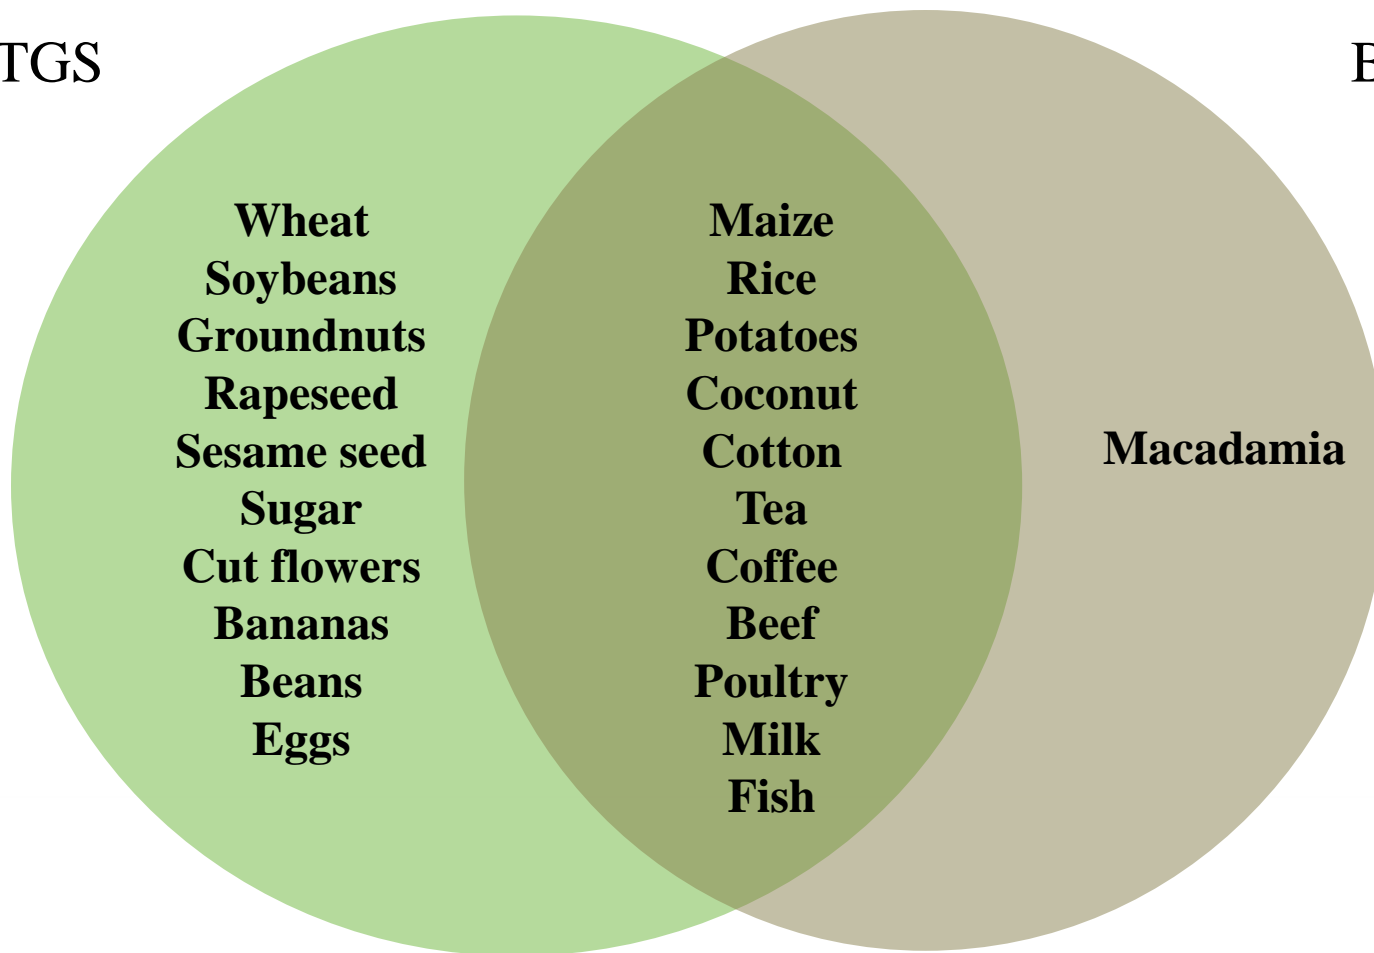 TGS
B
Wheat
Soybeans
Groundnuts
Rapeseed
Sesame seed
Sugar
Cut flowers
Bananas
Beans
Eggs
Maize
Rice
Potatoes
Coconut
Cotton
Tea
Coffee
Beef
Poultry
Milk
Fish
Macadamia